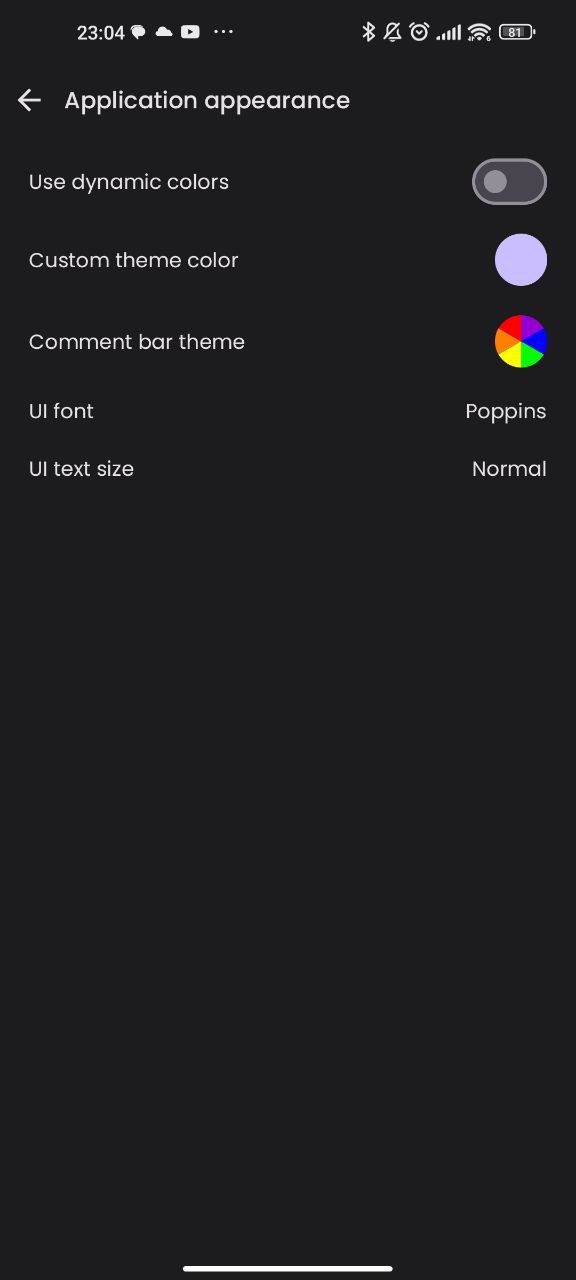 23:04
81
Application appearance
Use dynamic colors
Custom theme color
Comment bar theme
UI font Poppins
UI text size Normal